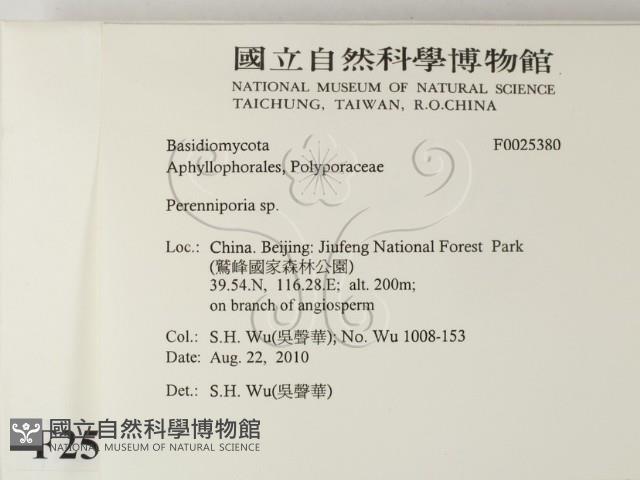 國立自然科學博物館
NATIONAL MUSEUM OF NATURAL SCIENCE
TAICHUNG, TAIWAN, R.O.CHINA
Basidiomycota F0025380
Aphyllophorales, Polyporaceae
Perenniporia sp.
Loc.: China. Beijing: Jiufeng National Forest Park
(鷲峰國家森林公園)
39.54.N, 116.28.E; alt. 200m;
on branch of angiosperm
Col.: S.H. Wu(吳聲華); No. Wu 1008-153
Date: Aug. 22, 2010
Det.: S.H. Wu(吳聲華)
F25
國立自然科學博物館
NATIONAL MUSEUM OF NATURAL SCIENCE